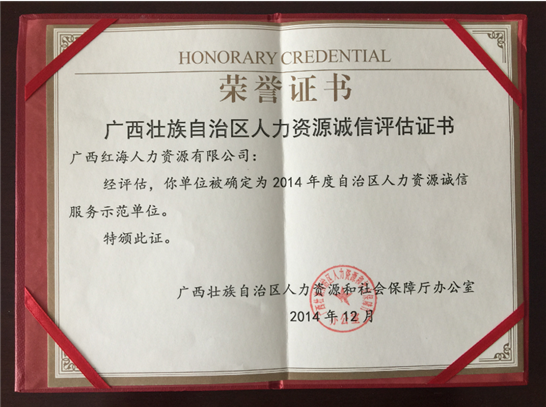 HONORARY CREDENTIAL
荣誉证书
广西壮族自治区人力资源诚信评估证书
广西红海人力资源有限公司：
经评估，你单位被确定为2014年度自治区人力资源诚信
服务示范单位。
特颁此证。
广西壮族自治区人力资源和社会保障厅办公室
2014年12月
办公室